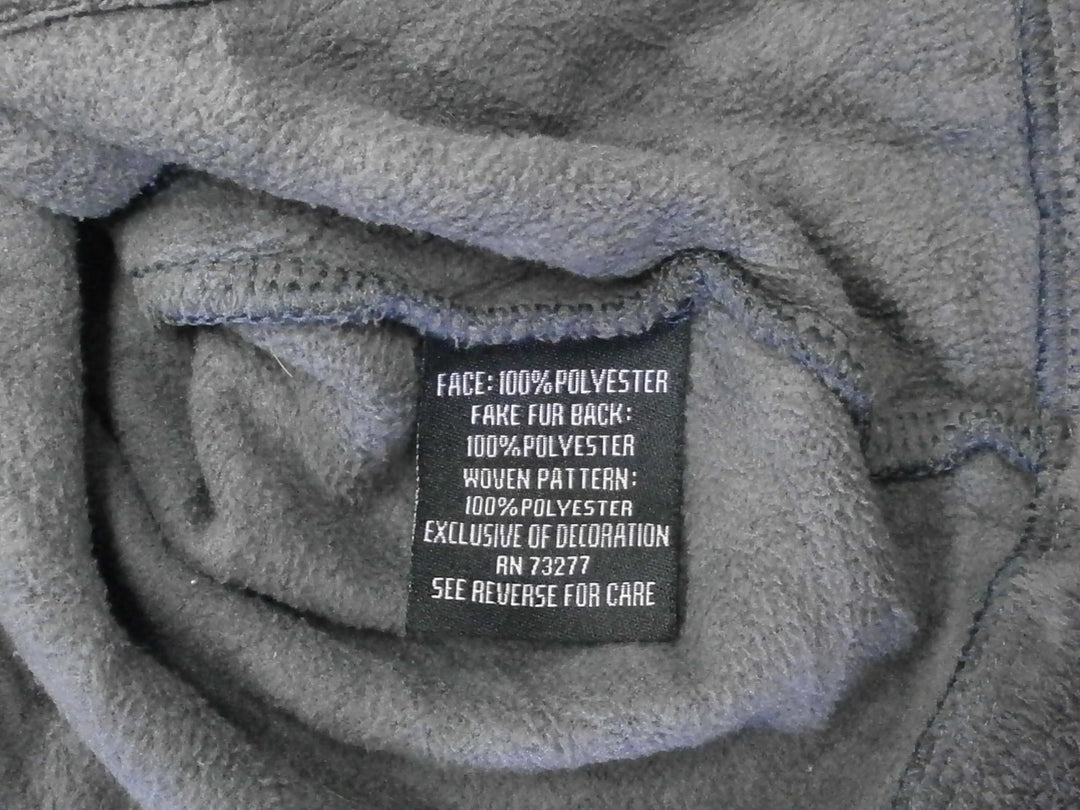 FACE: 100% POLYESTER
FAKE FUR BACK:
100% POLYESTER
WOVEN PATTERN:
100% POLYESTER
EXCLUSIVE OF DECORATION
RN 73277
SEE REVERSE FOR CARE